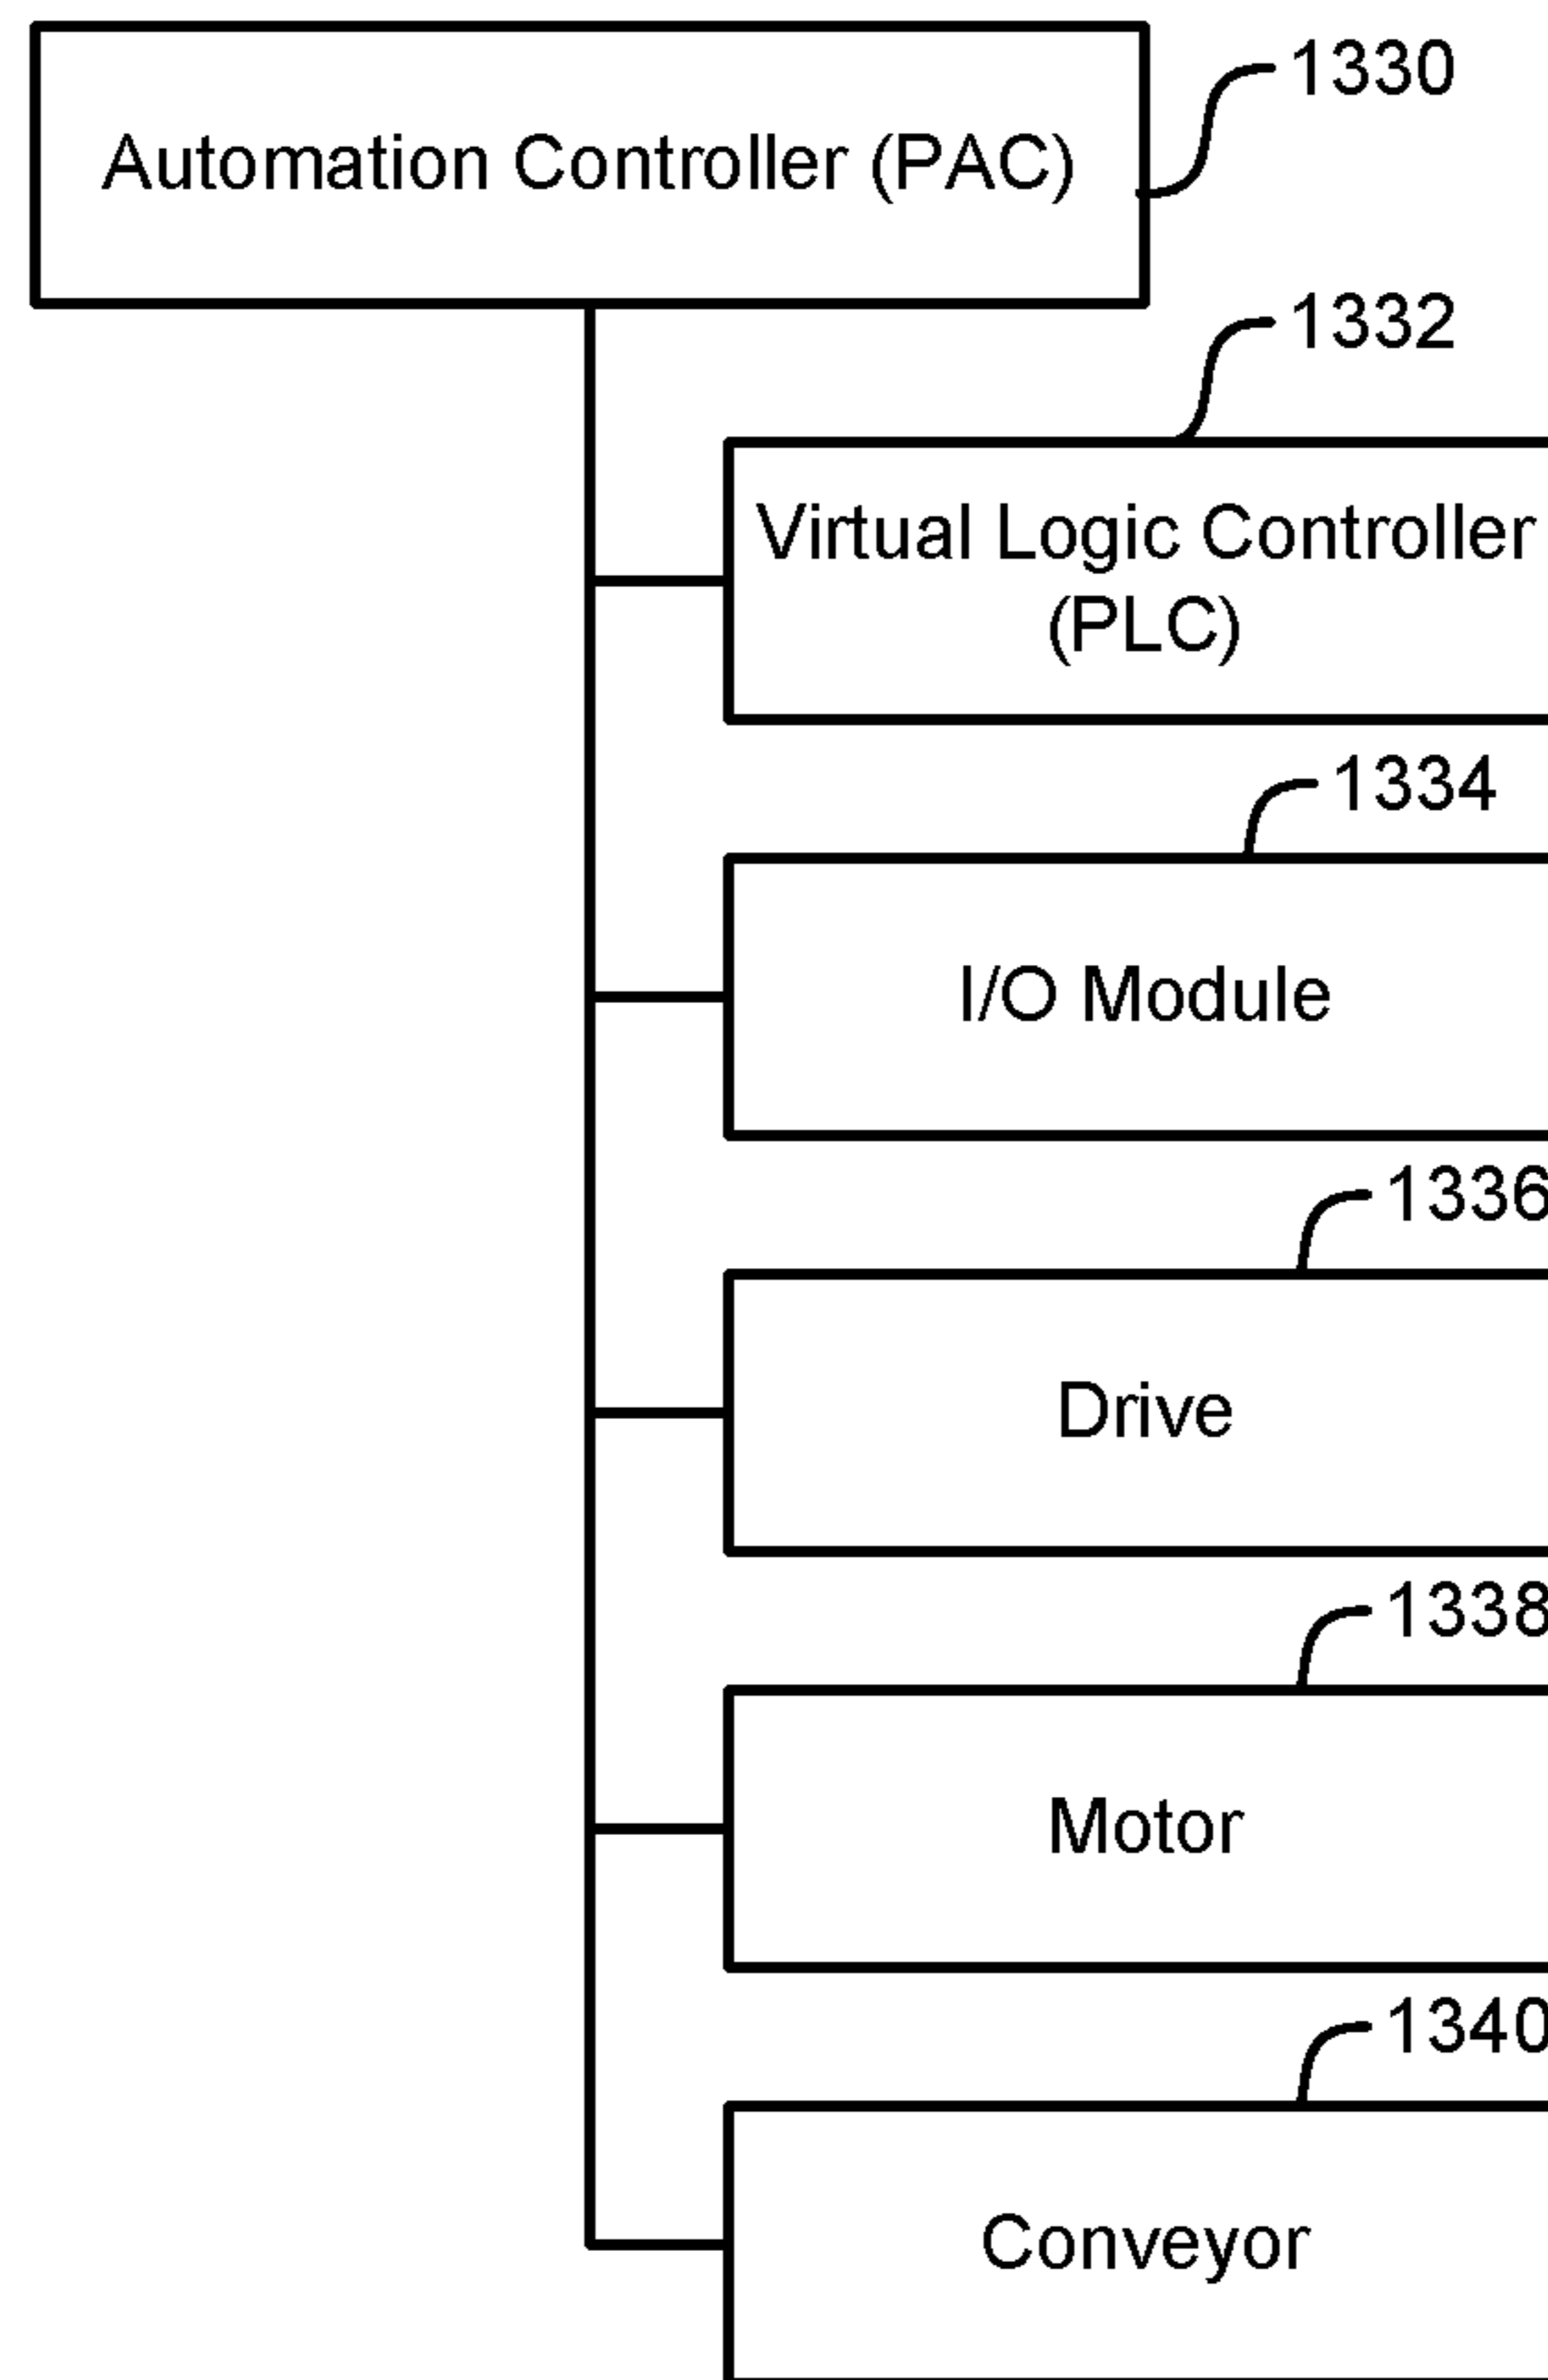 1330
Automation Controller (PAC)
1332
Virtual Logic Controller
(PLC)
1334
I/O Module
1336
Drive
1338
Motor
1340
Conveyor